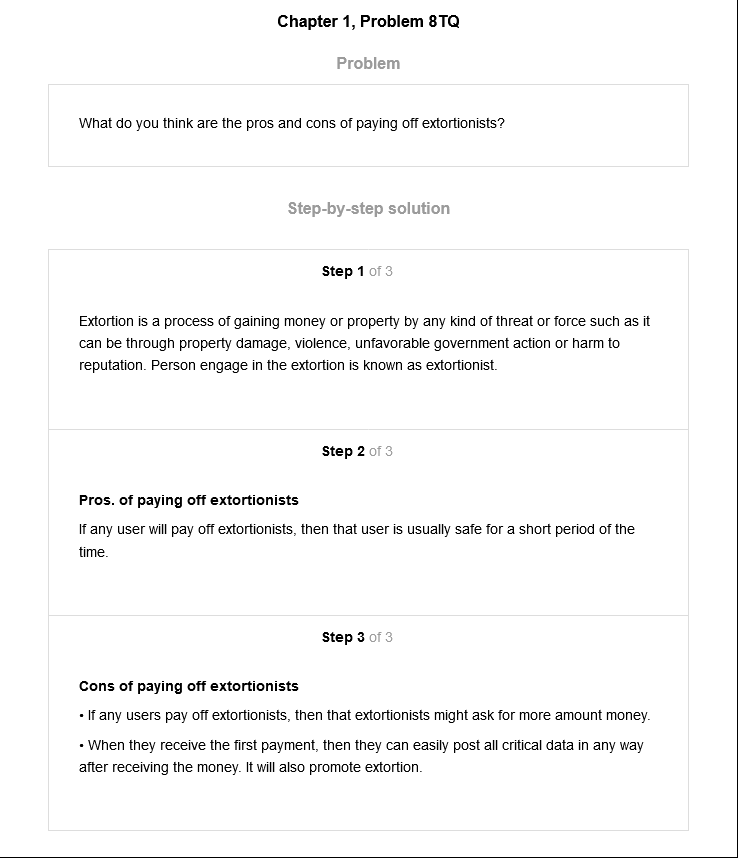 Chapter 1, Problem 8TQ
Problem
What do you think are the pros and cons of paying off extortionists?
Step-by-step solution
Step 1 of 3
Extortion is a process of gaining money or property by any kind of threat or force such as it
can be through property damage, violence, unfavorable government action or harm to
reputation. Person engage in the extortion is known as extortionist.
Step 2 of 3
Pros. of paying off extortionists
If any user will pay off extortionists, then that user is usually safe for a short period of the
time.
Step 3 of 3
Cons of paying off extortionists
• If any users pay off extortionists, then that extortionists might ask for more amount money.
• When they receive the first payment, then they can easily post all critical data in any way
after receiving the money. It will also promote extortion.